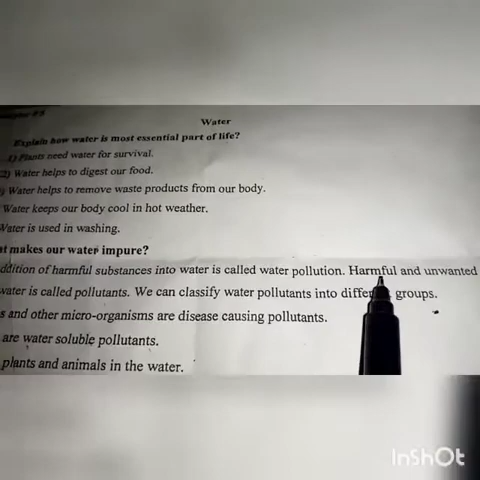 Water
Explain how water is most essential part of life?
1) Plants need water for survival.
2) Water helps to digest our food.
Water helps to remove waste products from our body.
Water keeps our body cool in hot weather.
Water is used in washing.
makes our water impure?
ddition of harmful substances into water is called water pollution. Harmful and unwanted
water is called pollutants. We can classify water pollutants into groups.
s and other micro-organisms are disease causing pollutants.
are water soluble pollutants.
plants and animals in the water.
InShOt